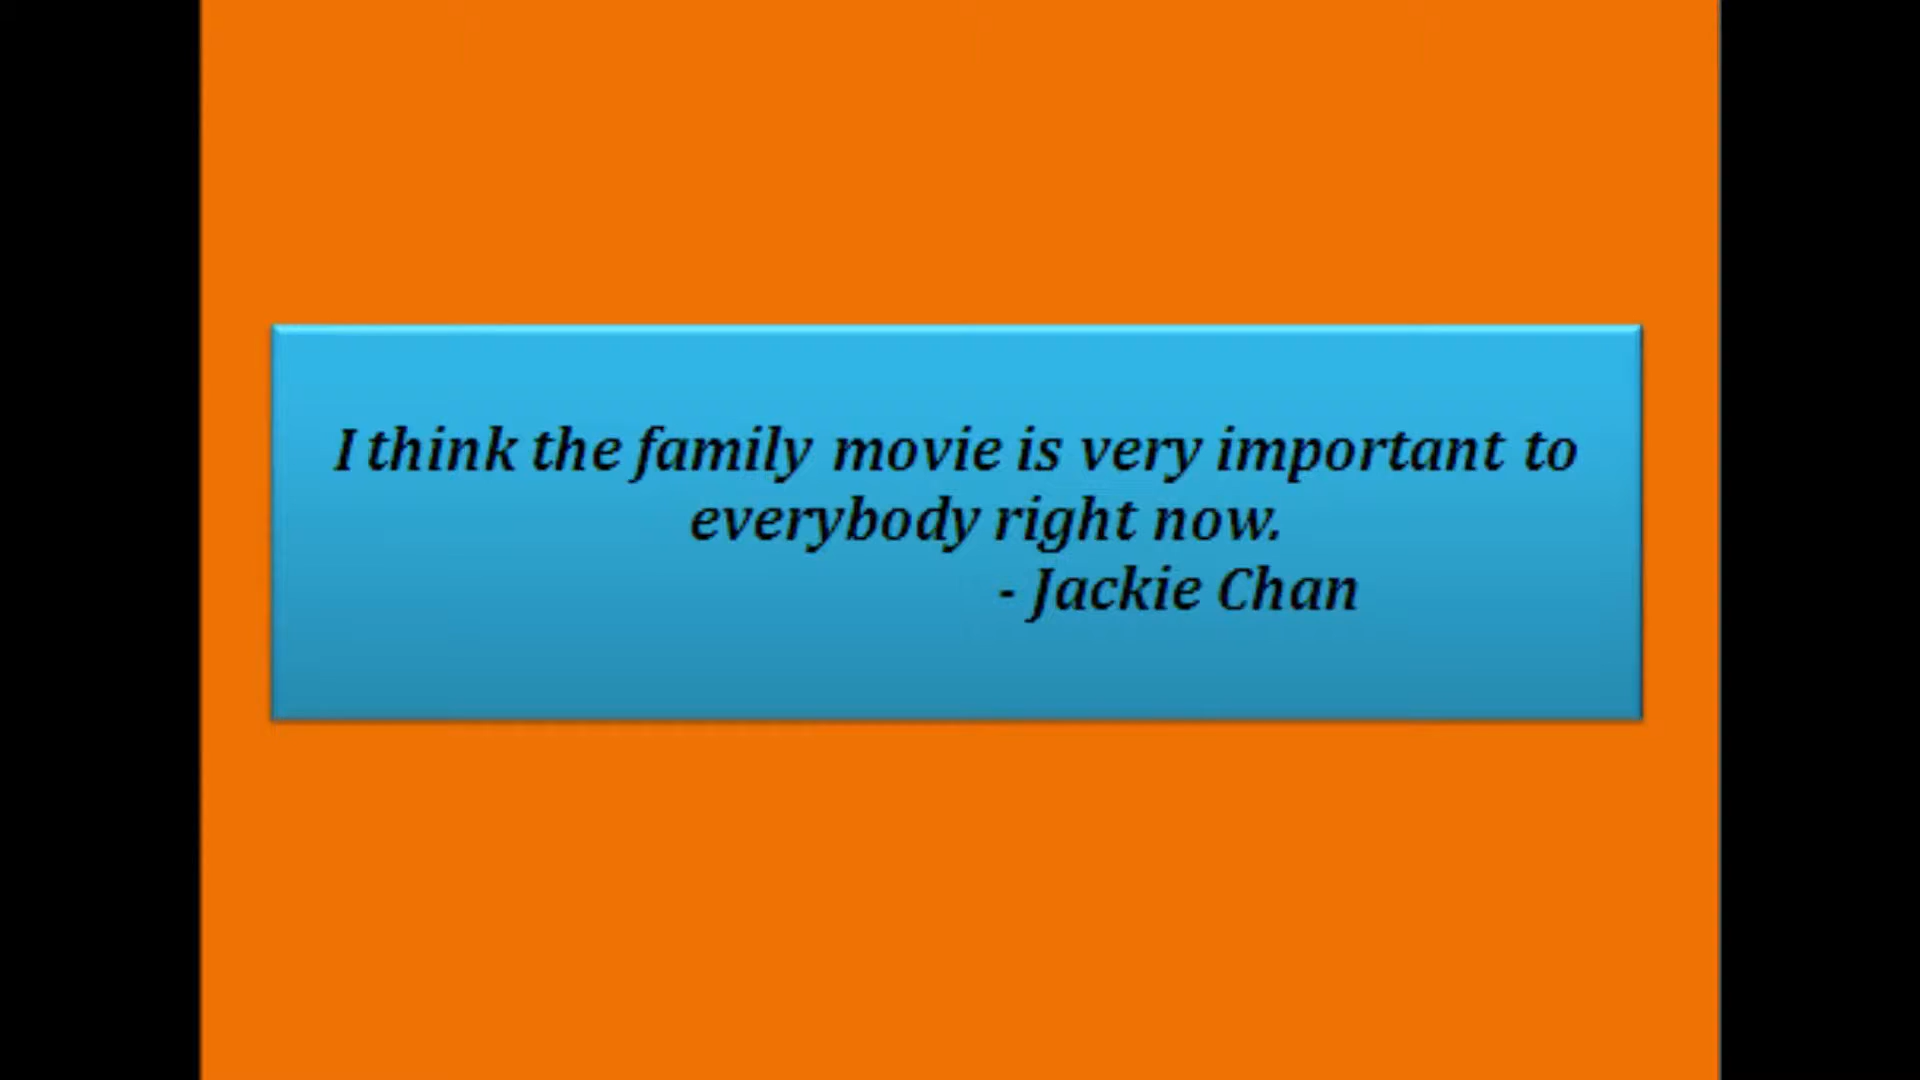 I think the family movie is very important to
everybody right now.
- Jackie Chan